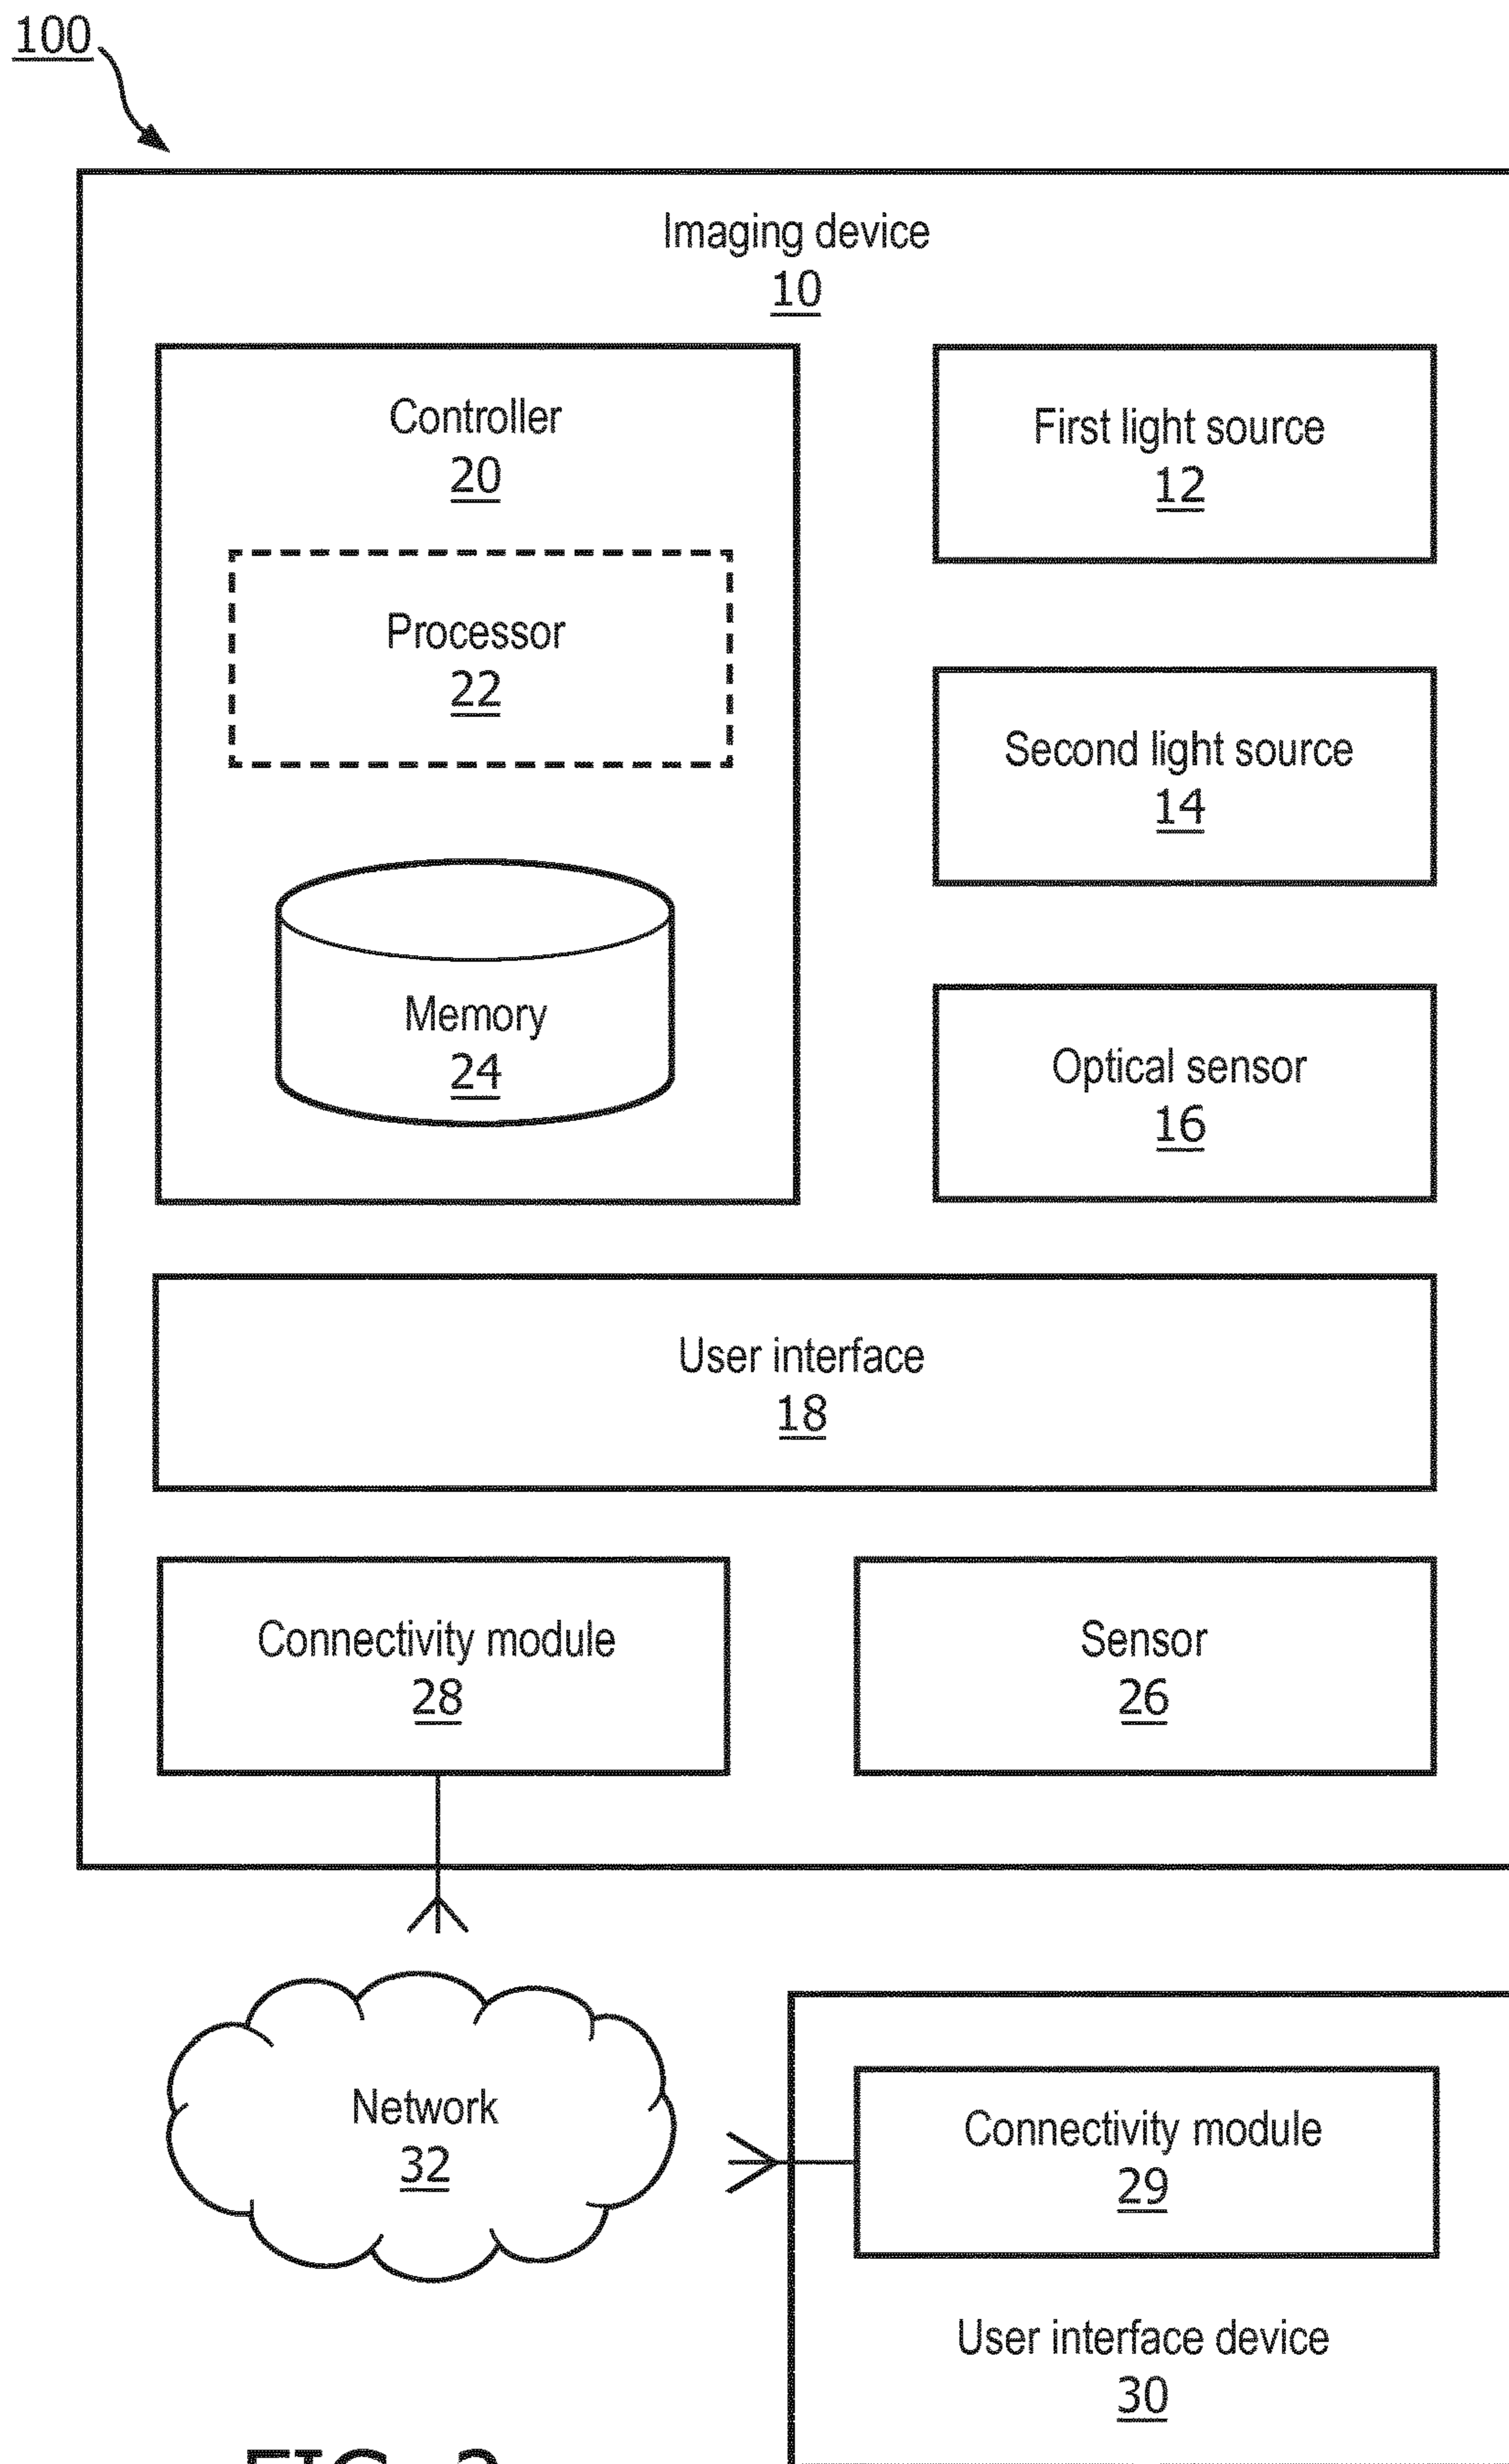 100
Imaging device
10
Controller
20
First light source
12
Processor
22
Second light source
14
Memory
24
Optical sensor
16
User interface
18
Connectivity module
28
Sensor
26
Network
32
Connectivity module
29
User interface device
30